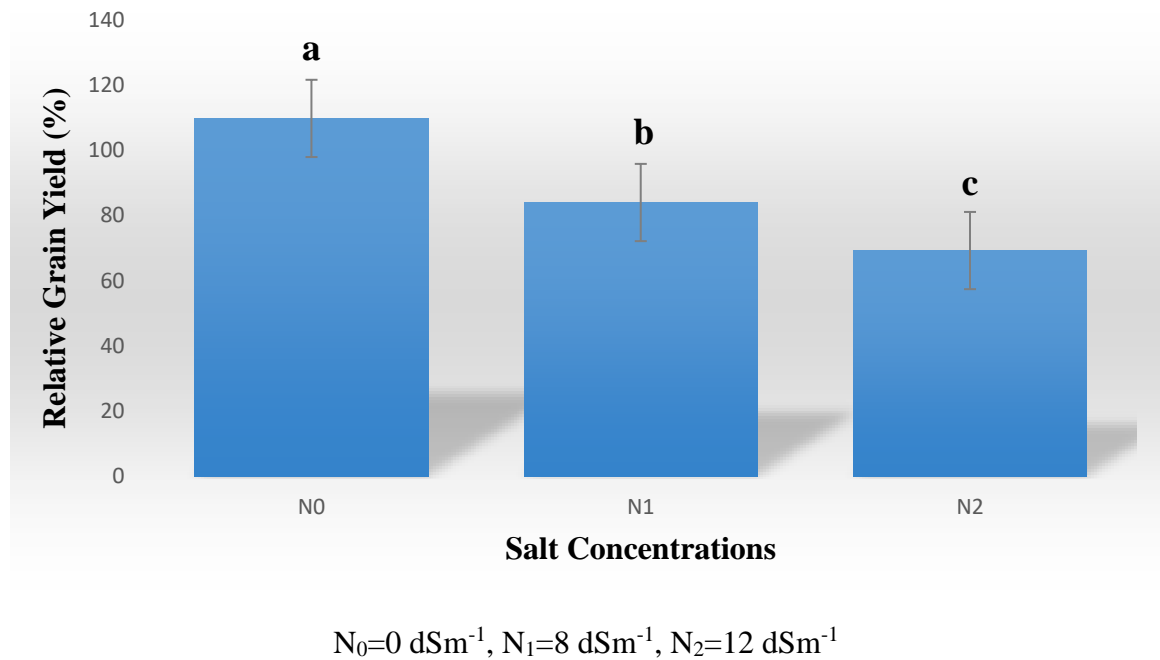 140
120
100
80
60
40
20
0
Relative Grain Yield (%)
a
b
c
N0 N1 N2
Salt Concentrations
N₀=0 dSm⁻¹, N₁=8 dSm⁻¹, N₂=12 dSm⁻¹